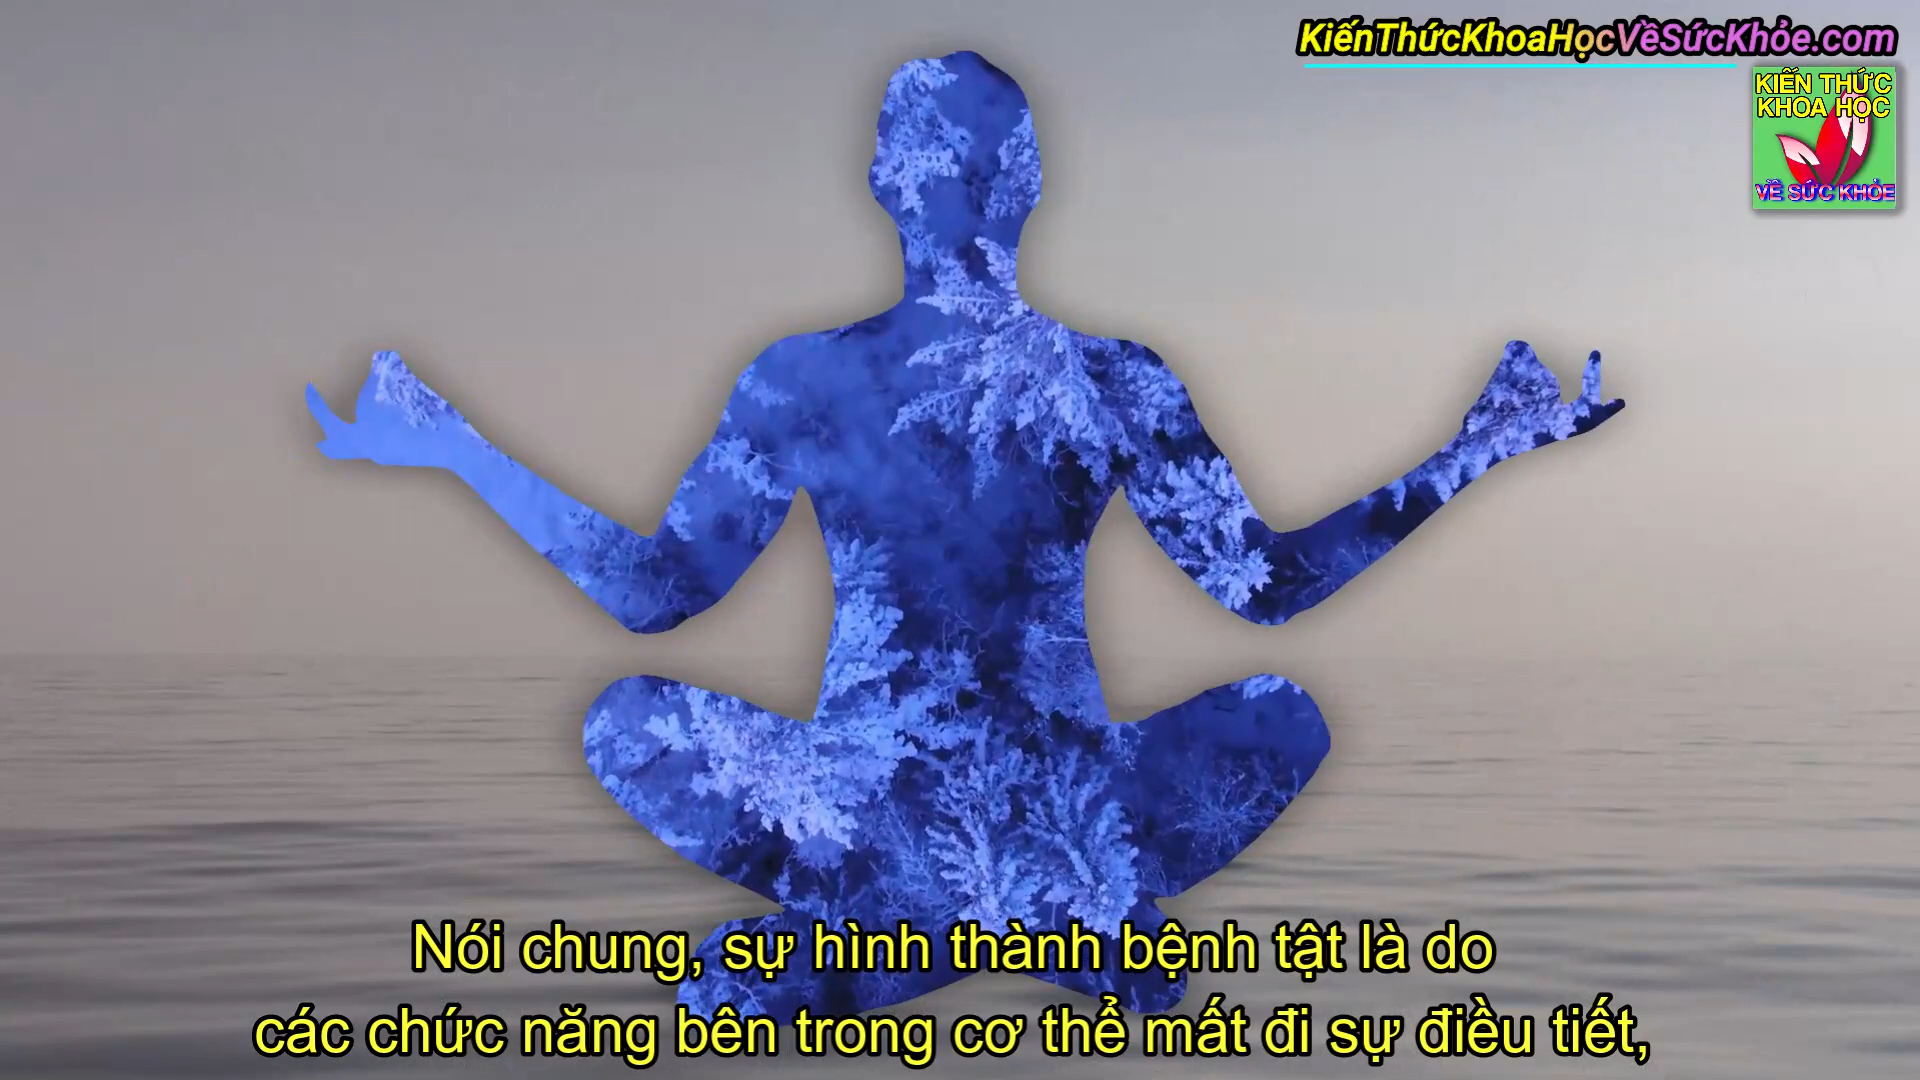 KiếnThứcKhoaHọcVềSứcKhỏe.com
KIẾN THỨC
KHOA HỌC
VỀ SỨC KHỎE
Nói chung, sự hình thành bệnh tật là do
các chức năng bên trong cơ thể mất đi sự điều tiết,